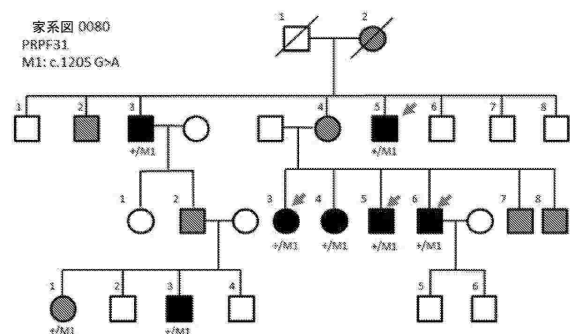 家系図 0080
PRPF31
M1: c.1205 G>A
1 2
1 2 3 4 5 6 7 8
+/M1 +/M1
1 2 3 4 5 6 7 8
+/M1 +/M1 +/M1 +/M1
1 2 3 4 5 6
+/M1 +/M1